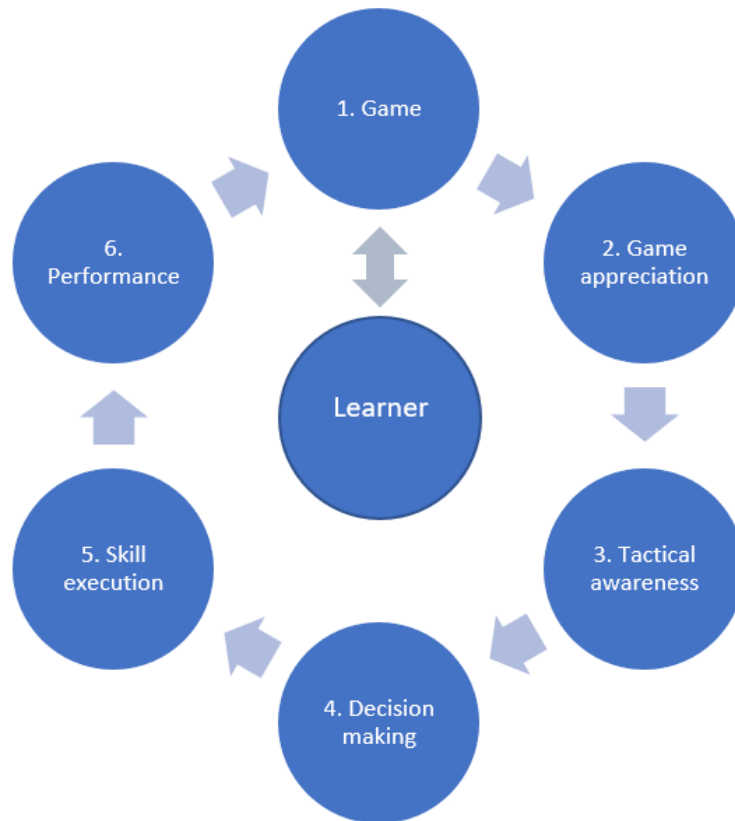 1. Game
2. Game
appreciation
3. Tactical
awareness
4. Decision
making
5. Skill
execution
6.
Performance
Learner